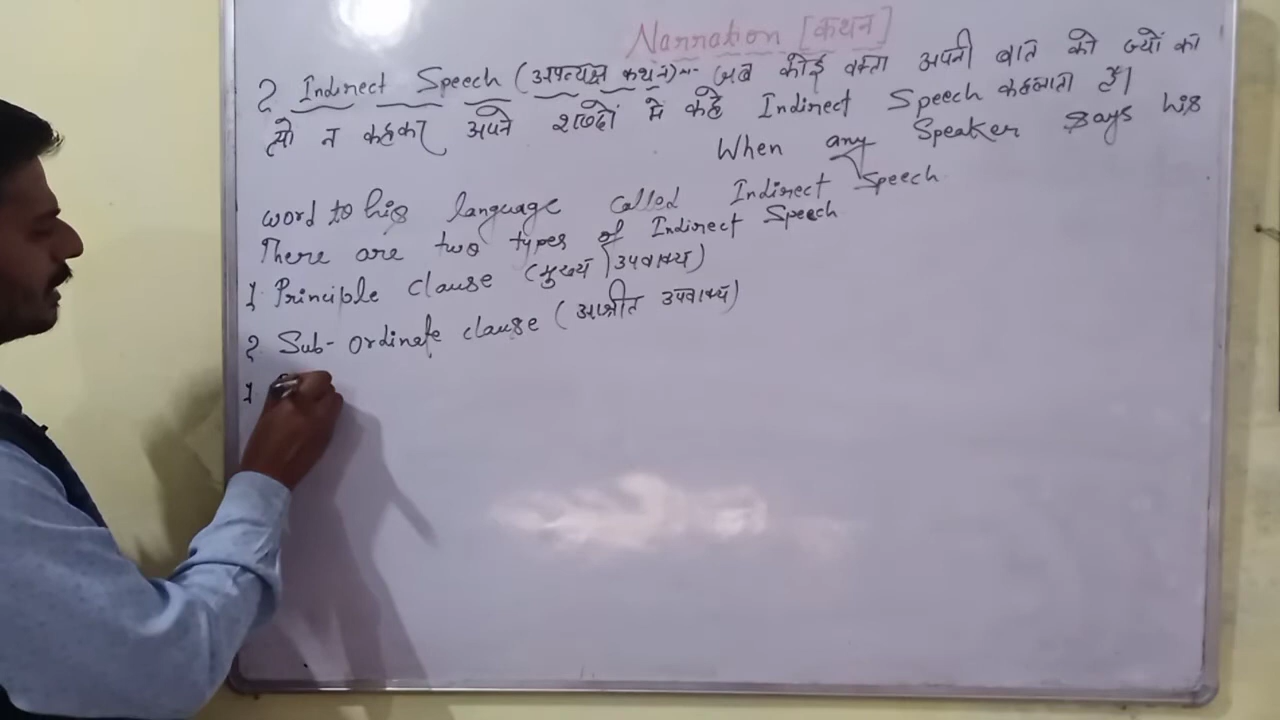 Narration [कथन]
2 Indirect Speech (अप्रत्यक्ष कथन)~- जब कोई वक्ता अपनी बात को ज्यों का
त्यो न कहकर अपने शब्दों मे कहे Indirect Speech कहलाता है।
When any Speaker says his
word to his language called Indirect Speech
There are two types of Indirect Speech
1 Principle clause (मुख्य उपवाक्य)
2 Sub-ordinate clause (आश्रीत उपवाक्य)
1